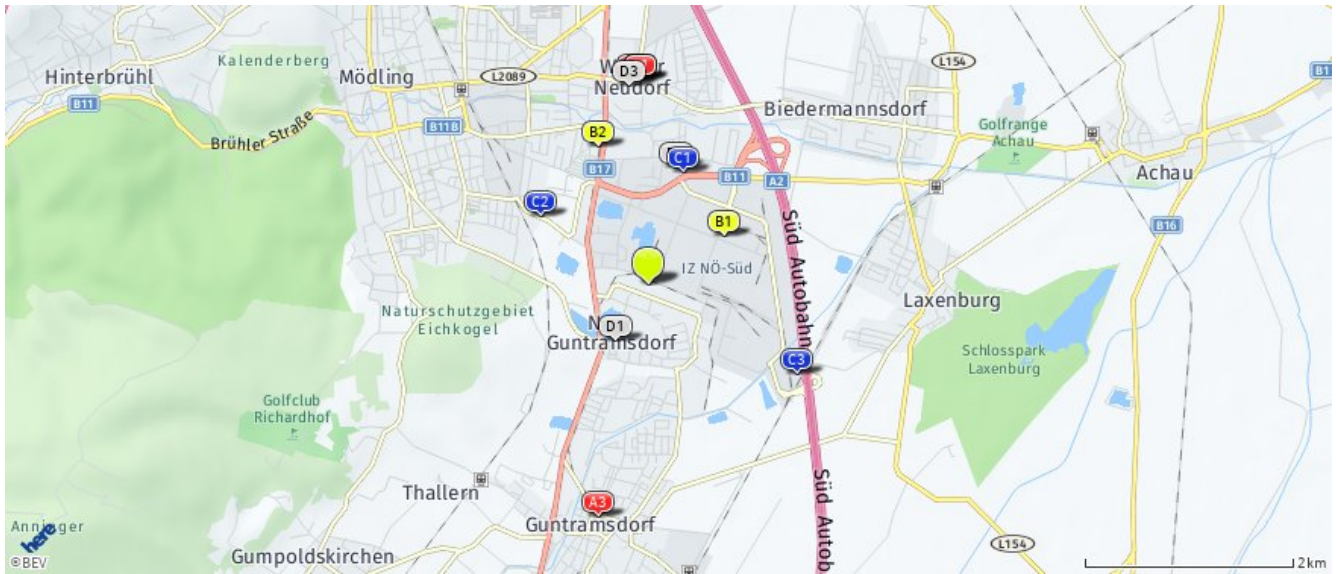 Kalenderberg
Hinterbrühl
Mödling
L2089
D3
Neudorf
L154
B1
B11
Biedermannsdorf
Brühler Straße
B11B
B2
Golfrange
Achau
C1
B17
B11
A2
Achau
C2
B1
B16
Süd Autobahn
IZ NÖ-Süd
Laxenburg
Naturschutzgebiet
Eichkogel
D1
Guntramsdorf
Schlosspark
Laxenburg
C3
Golfclub
Richardhof
Thallern
A3
Süd Autob
Guntramsdorf
Anninger
here
L154
Gumpoldskirchen
©BEV
2km